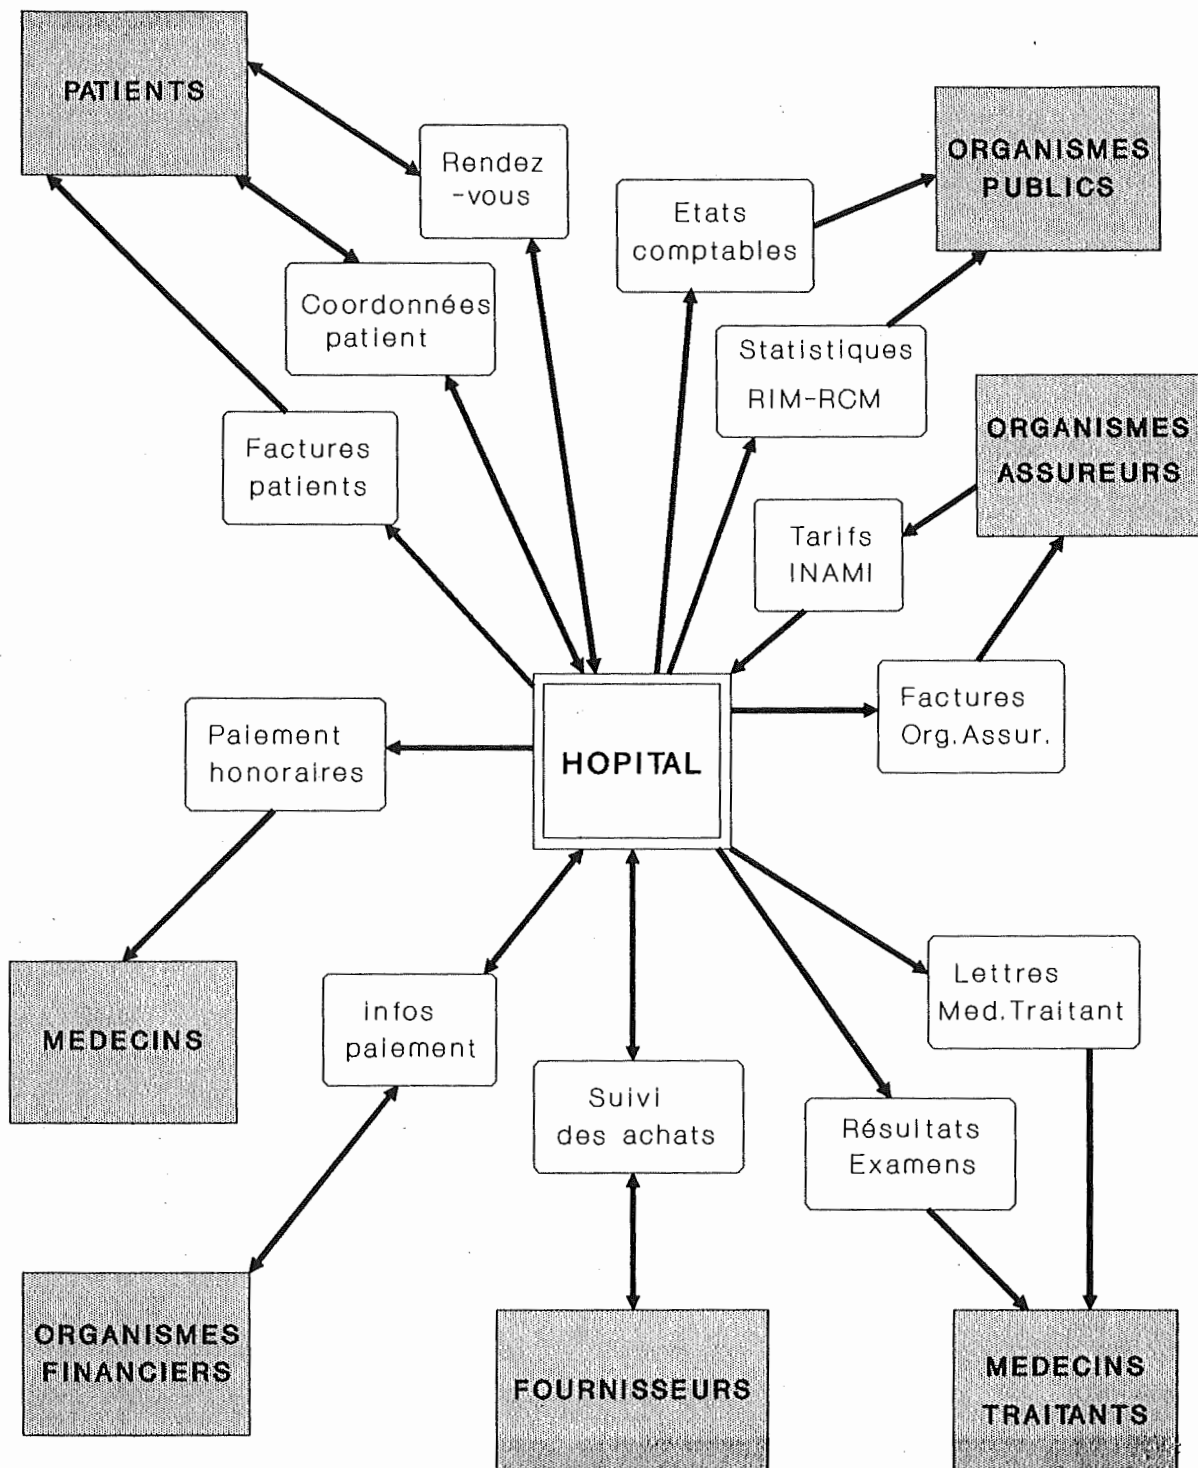 PATIENTS
Rendez
-vous
ORGANISMES
PUBLICS
Etats
comptables
Coordonnées
patient
Statistiques
RIM-RCM
Factures
patients
ORGANISMES
ASSUREURS
Tarifs
INAMI
Factures
Org.Assur.
Paiement
honoraires
HOPITAL
Lettres
Med.Traitant
MEDECINS
Infos
paiement
Suivi
des achats
Résultats
Examens
ORGANISMES
FINANCIERS
FOURNISSEURS
MEDECINS
TRAITANTS